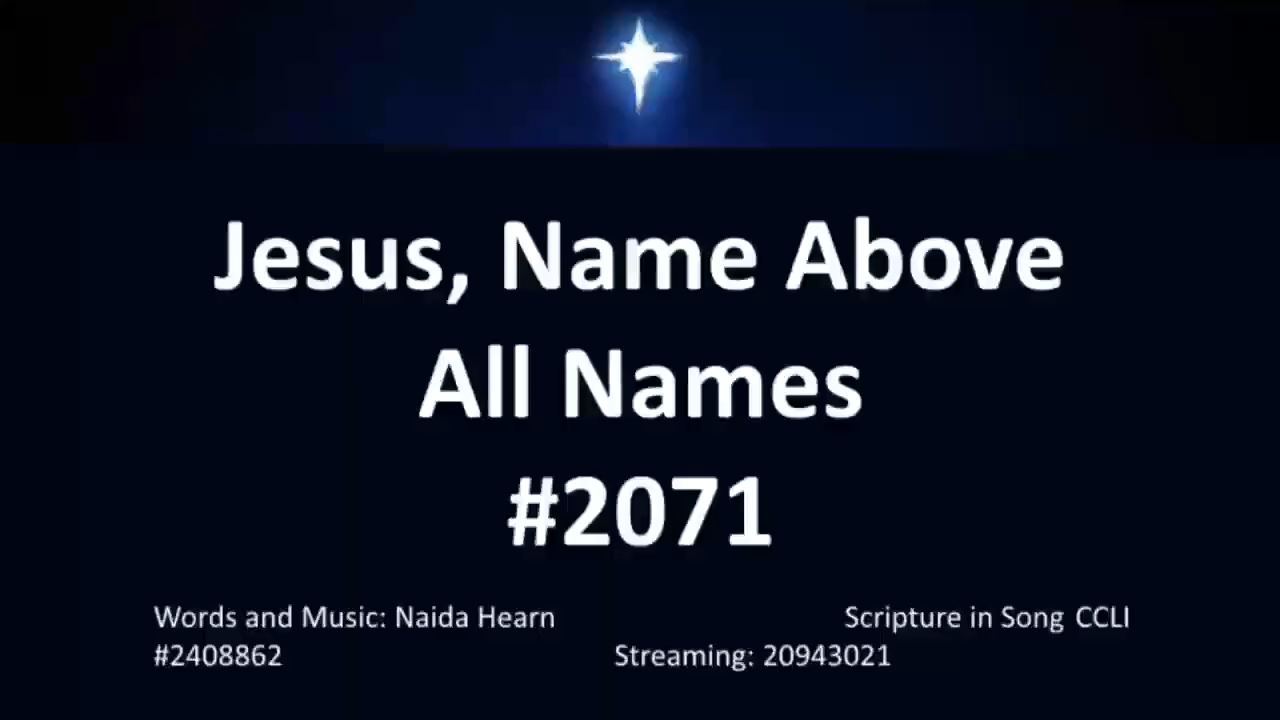 Jesus, Name Above
All Names
#2071
Words and Music: Naida Hearn Scripture in Song CCLI
#2408862 Streaming: 20943021